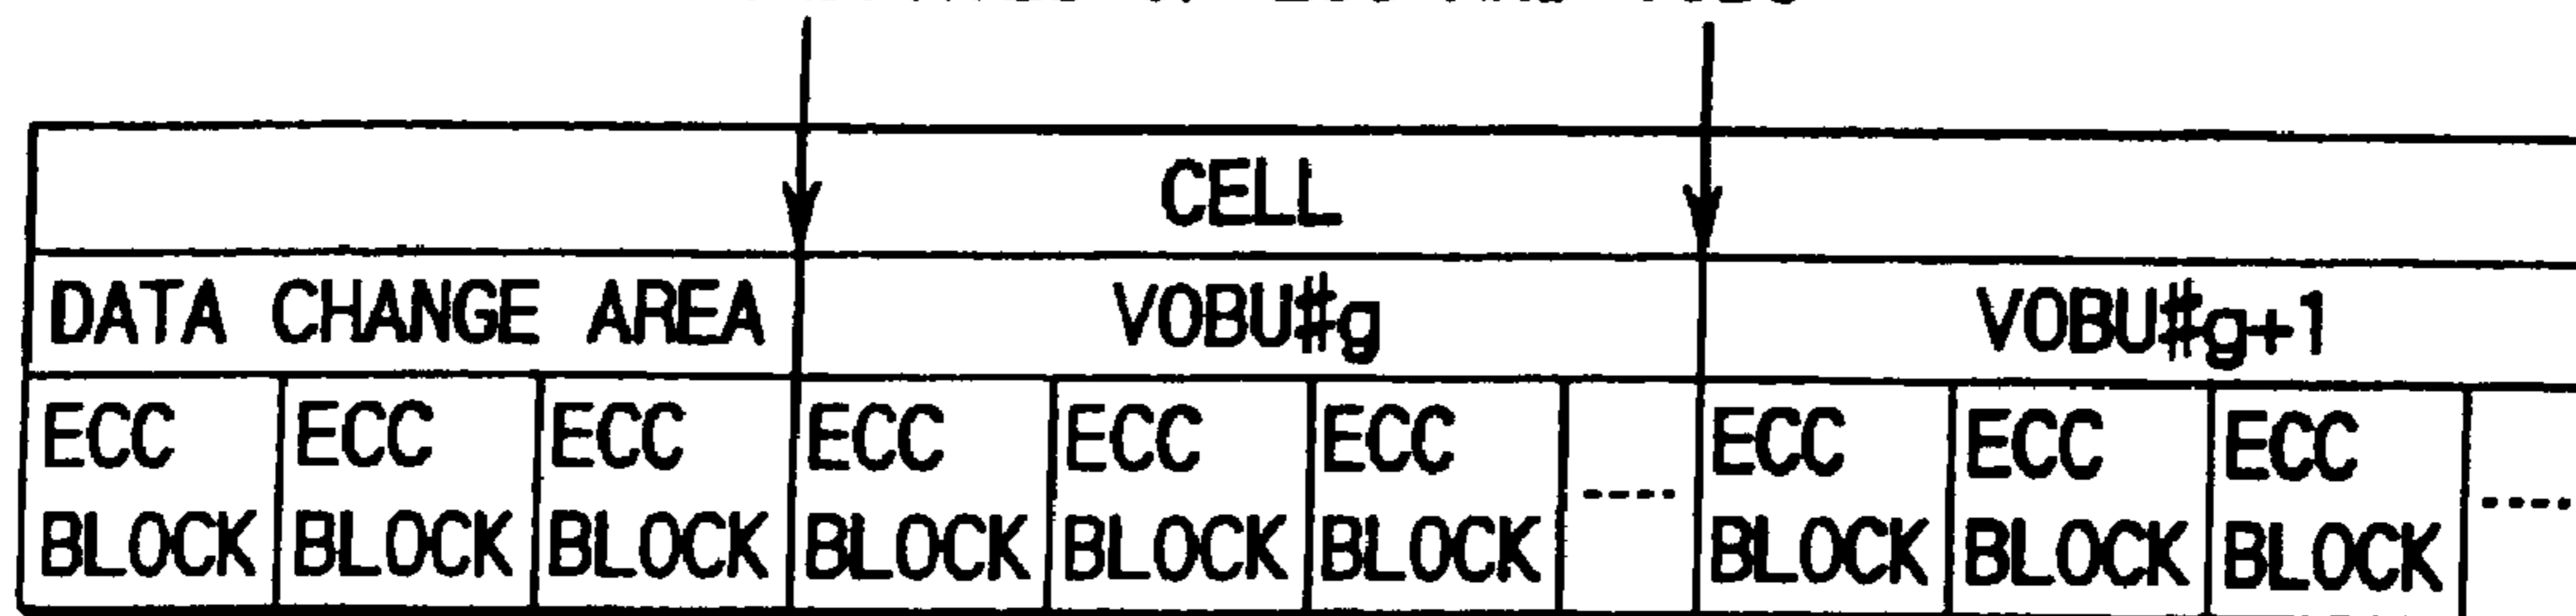 CELL
DATA CHANGE AREA VOBU#g VOBU#g+1
ECC ECC ECC ECC ECC ECC ECC ECC ECC
BLOCK BLOCK BLOCK BLOCK BLOCK BLOCK ---- BLOCK BLOCK BLOCK ----